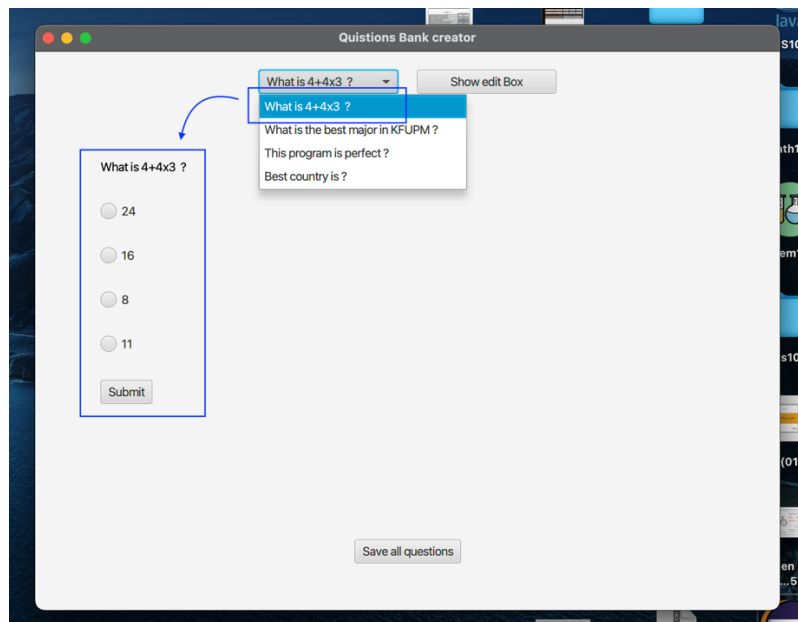 Quistions Bank creator
What is 4+4x3 ?
Show edit Box
What is 4+4x3 ?
What is the best major in KFUPM ?
This program is perfect ?
Best country is ?
What is 4+4x3 ?
24
16
8
11
Submit
Save all questions